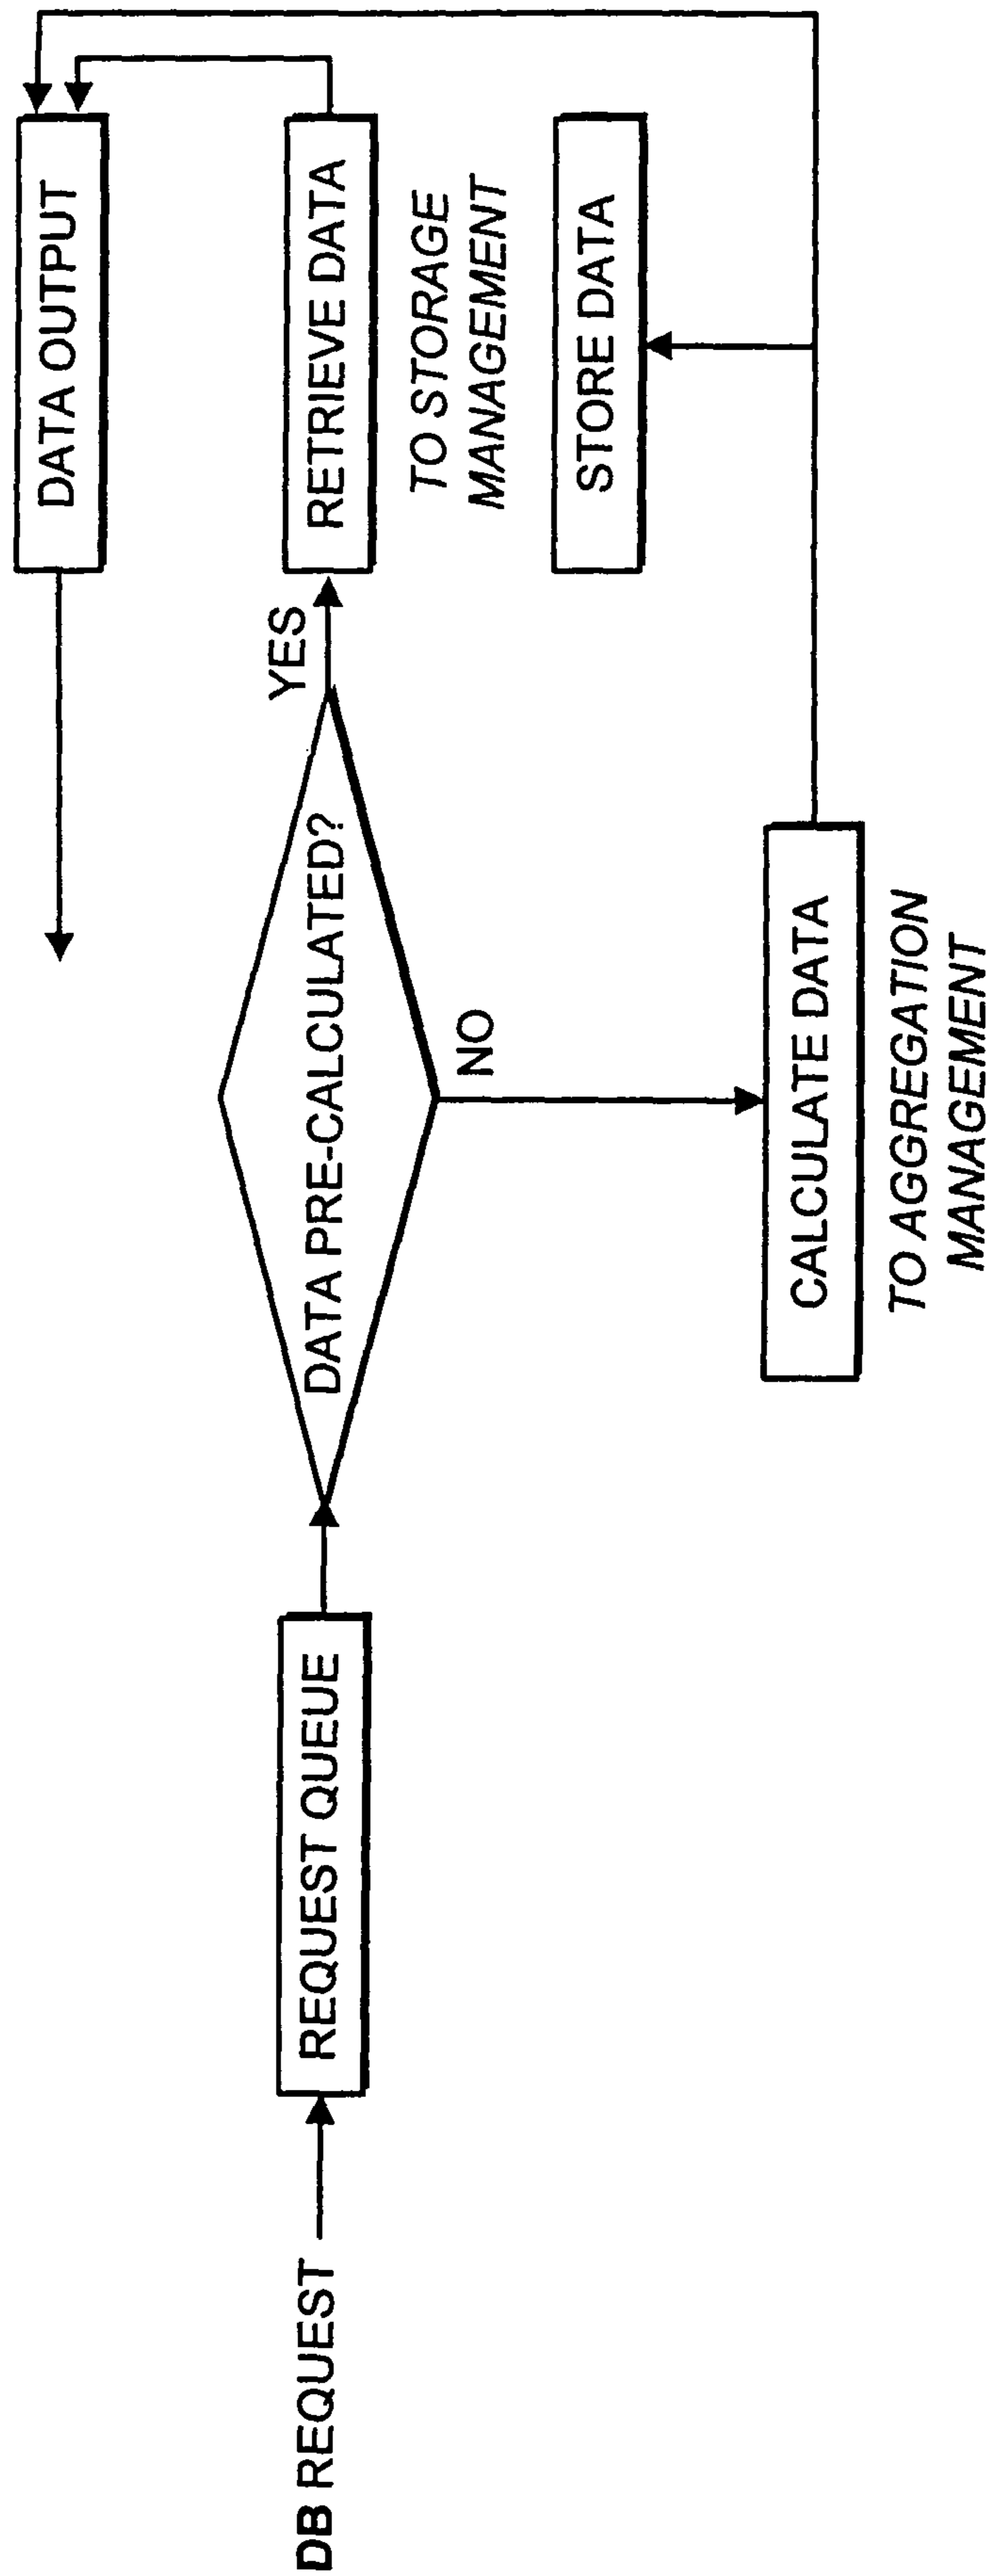 DB REQUEST
REQUEST QUEUE
DATA PRE-CALCULATED?
YES
NO
DATA OUTPUT
RETRIEVE DATA
TO STORAGE
MANAGEMENT
STORE DATA
CALCULATE DATA
TO AGGREGATION
MANAGEMENT